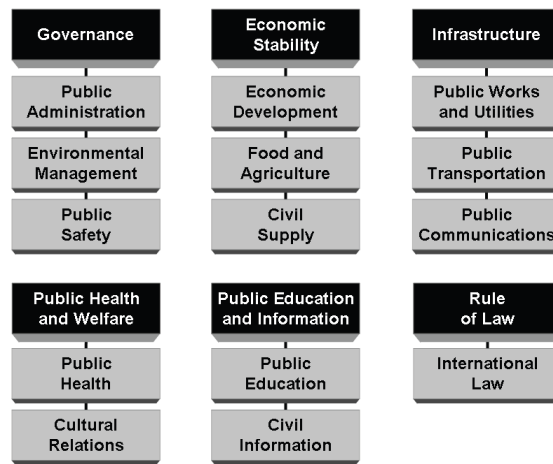 Governance
Public
Administration
Environmental
Management
Public
Safety
Economic
Stability
Economic
Development
Food and
Agriculture
Civil
Supply
Infrastructure
Public Works
and Utilities
Public
Transportation
Public
Communications
Public Health
and Welfare
Public
Health
Cultural
Relations
Public Education
and Information
Public
Education
Civil
Information
Rule
of Law
International
Law